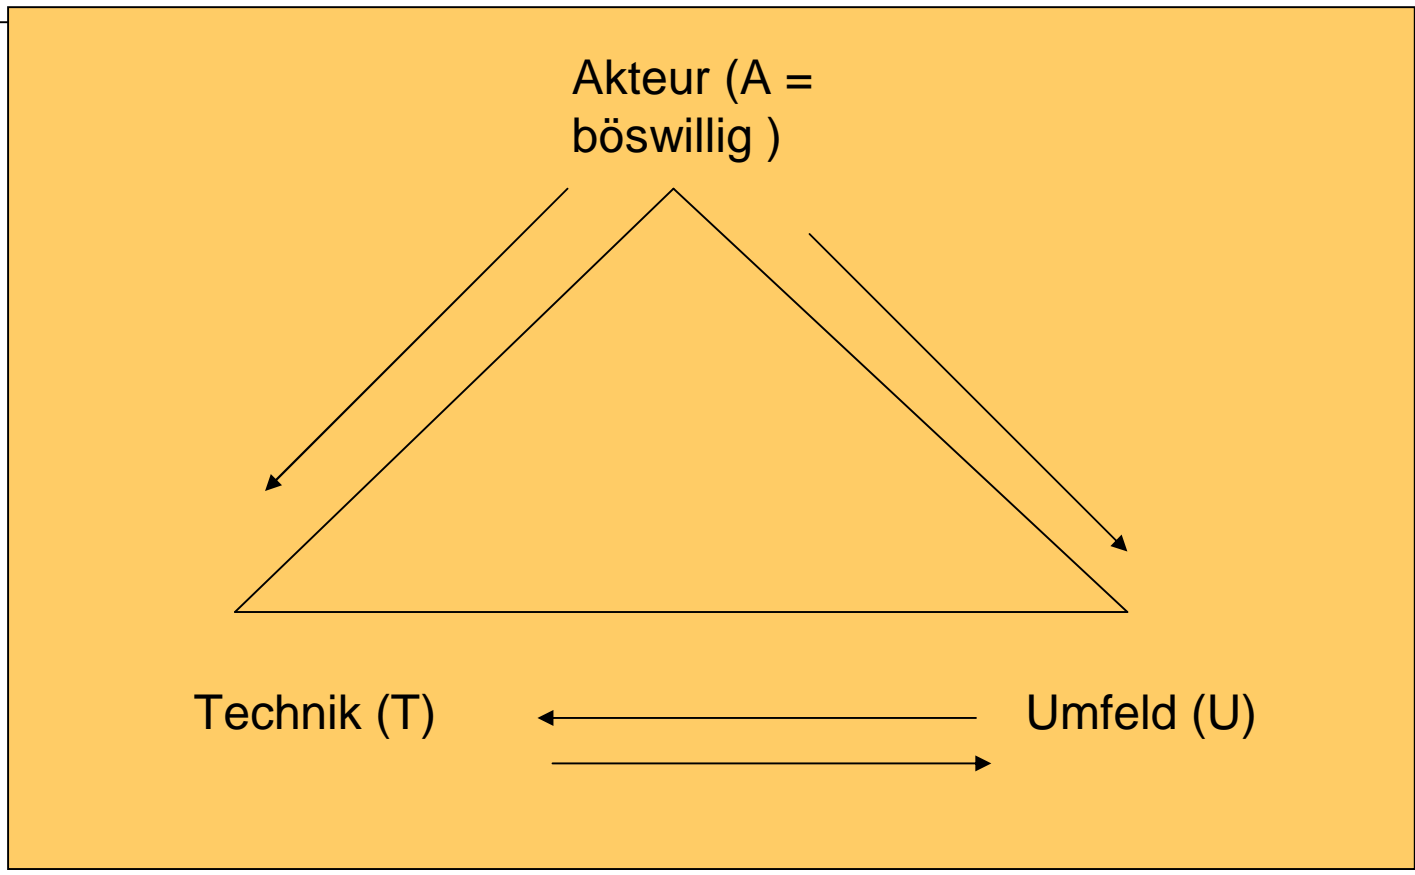 Akteur (A =
böswillig )
Technik (T)
Umfeld (U)